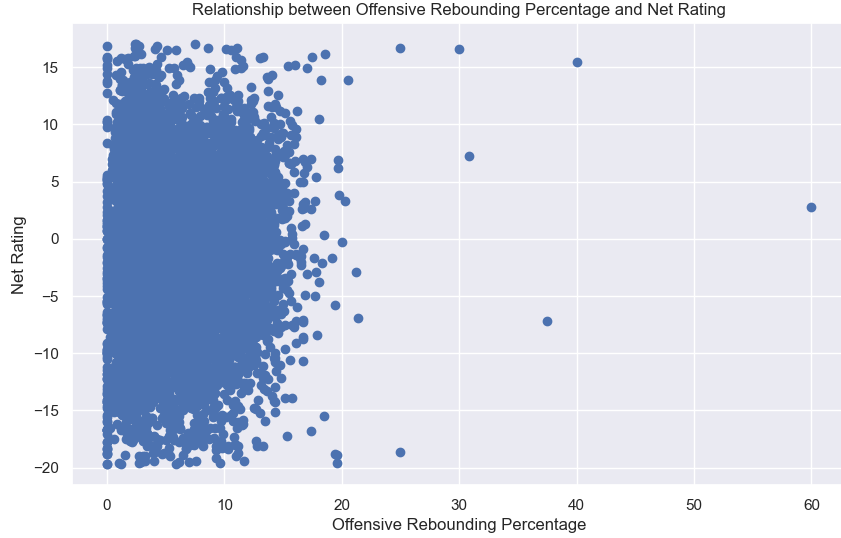 Relationship between Offensive Rebounding Percentage and Net Rating
Net Rating
15
10
5
0
−5
−10
−15
−20
0 10 20 30 40 50 60
Offensive Rebounding Percentage